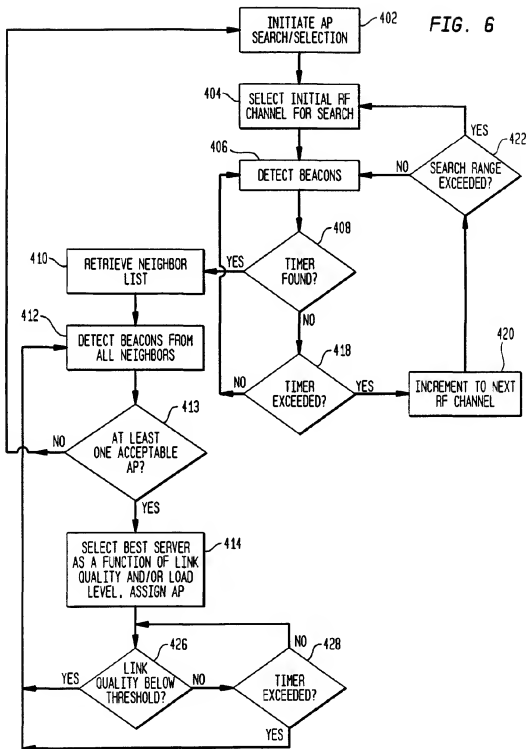 FIG. 6
INITIATE AP
SEARCH/SELECTION
402
404
SELECT INITIAL RF
CHANNEL FOR SEARCH
YES
422
406
DETECT BEACONS
NO
SEARCH RANGE
EXCEEDED?
408
410
RETRIEVE NEIGHBOR
LIST
YES
TIMER
FOUND?
NO
412
DETECT BEACONS FROM
ALL NEIGHBORS
418
420
NO
TIMER
EXCEEDED?
YES
INCREMENT TO NEXT
RF CHANNEL
413
NO
AT LEAST
ONE ACCEPTABLE
AP?
YES
SELECT BEST SERVER
AS A FUNCTION OF LINK
QUALITY AND/OR LOAD
LEVEL, ASSIGN AP
414
NO
426
428
YES
LINK
QUALITY BELOW
THRESHOLD?
NO
TIMER
EXCEEDED?
YES